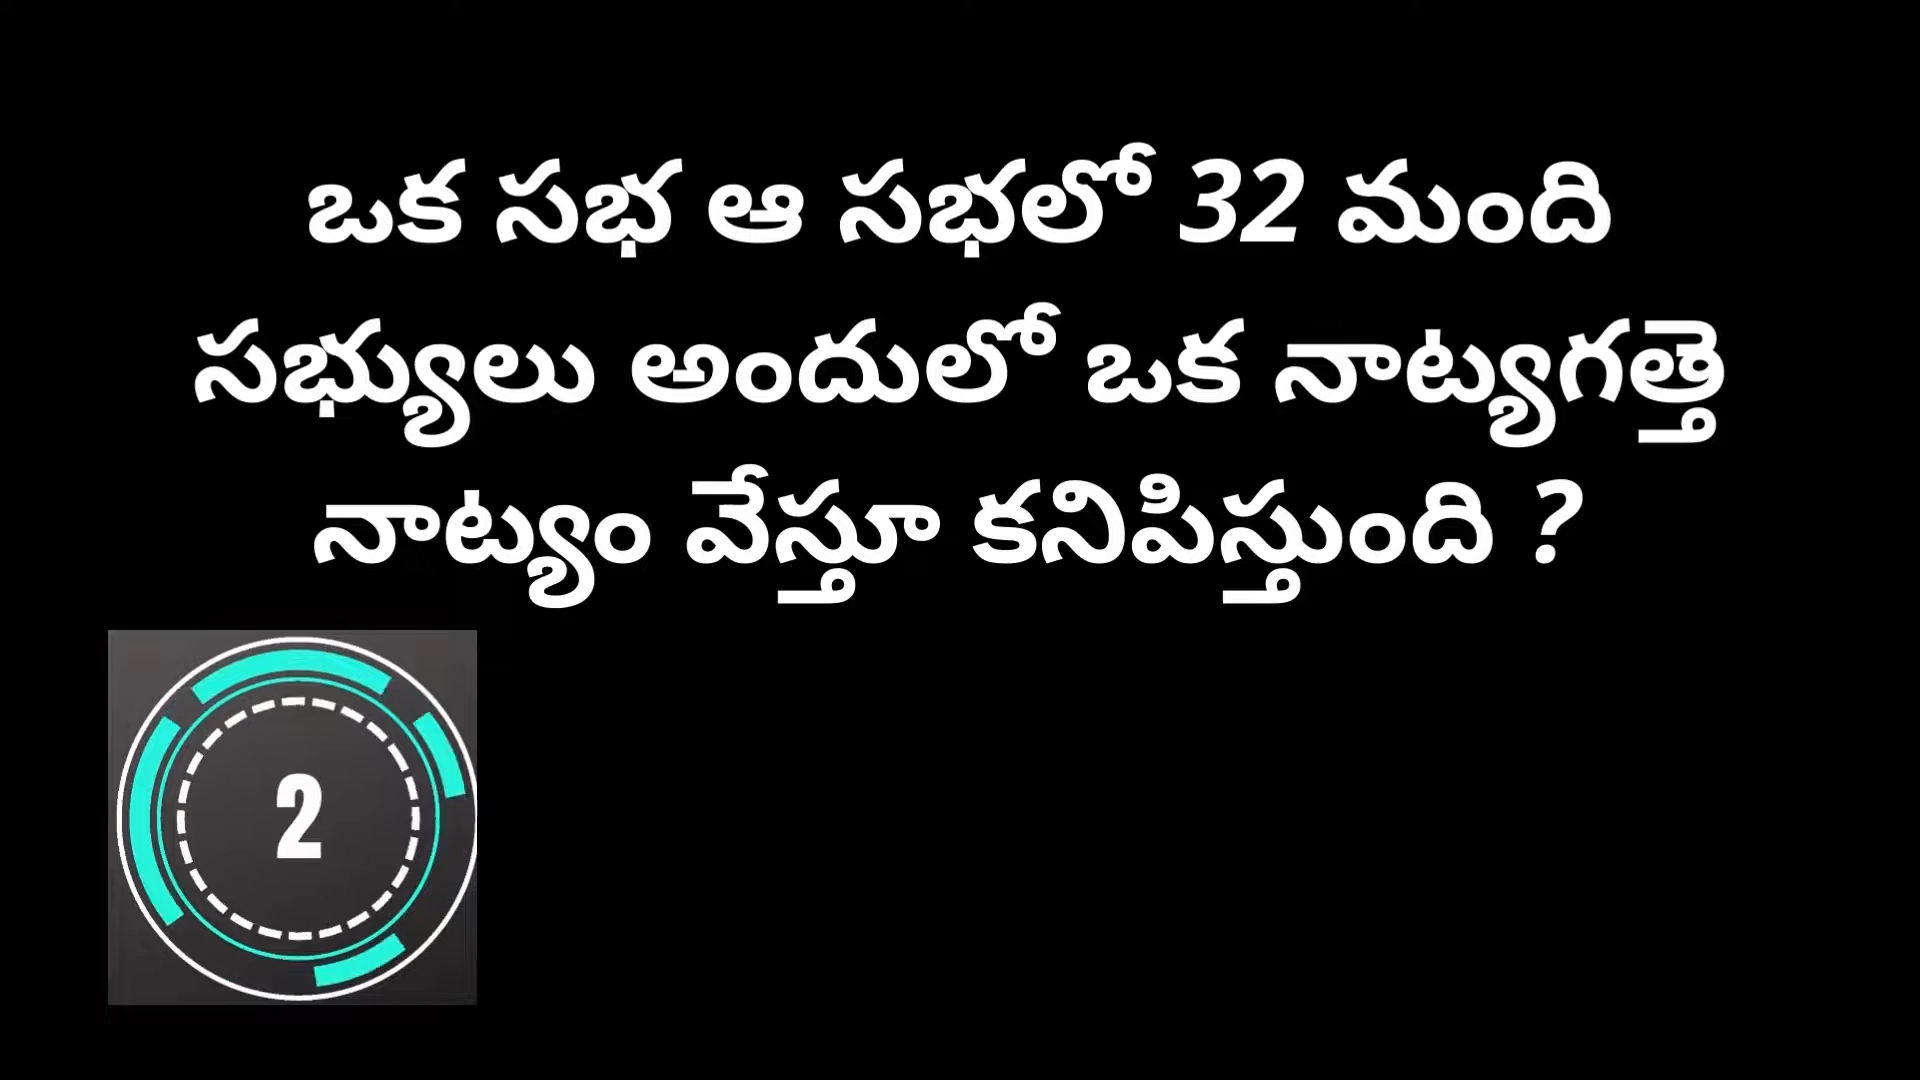 ఒక సభ ఆ సభలో 32 మంది
సభ్యులు అందులో ఒక నాట్యగత్తె
నాట్యం వేస్తూ కనిపిస్తుంది ?
2